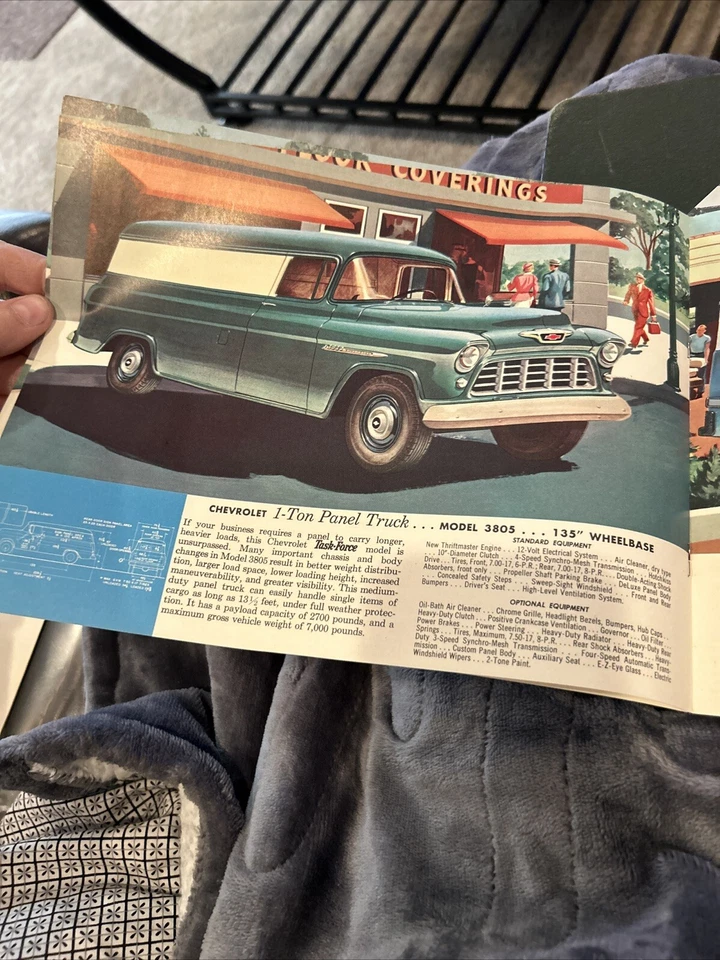 FLOOR COVERINGS
CHEVROLET 1-Ton Panel Truck . . . MODEL 3805 . . . 135" WHEELBASE
If your business requires a panel to carry longer,
heavier loads, this Chevrolet Task-Force model is
unsurpassed. Many important chassis and body
changes in Model 3805 result in better weight distribu-
tion, larger load space, lower loading height, increased
maneuverability, and greater visibility. This medium-
duty panel truck can easily handle single items of
cargo as long as 13½ feet, under full weather protec-
tion. It has a payload capacity of 2700 pounds, and a
maximum gross vehicle weight of 7,000 pounds.
STANDARD EQUIPMENT
New Thriftmaster Engine . . . 12-Volt Electrical System . . . Air Cleaner, dry type
. . . 10"-Diameter Clutch . . . 4-Speed Synchro-Mesh Transmission . . . Hotchkiss
Drive . . . Tires, Front, 7.00-17, 6-P.R.; Rear, 7.00-17, 8-P.R. . . . Double-Acting Shock
Absorbers, front only . . . Propeller Shaft Parking Brake . . . DeLuxe Panel Body
. . . Concealed Safety Steps . . . Sweep-Sight Windshield . . . Front and Rear
Bumpers . . . Driver's Seat . . . High-Level Ventilation System.
OPTIONAL EQUIPMENT
Oil-Bath Air Cleaner . . . Chrome Grille, Headlight Bezels, Bumpers, Hub Caps . . .
Heavy-Duty Clutch . . . Positive Crankcase Ventilation . . . Governor . . . Oil Filter . . .
Power Brakes . . . Power Steering . . . Heavy-Duty Radiator . . . Heavy-Duty Rear
Springs . . . Tires, Maximum, 7.50-17, 8-P.R. . . . Rear Shock Absorbers . . . Heavy-
Duty 3-Speed Synchro-Mesh Transmission . . . Four-Speed Automatic Trans-
mission . . . Custom Panel Body . . . Auxiliary Seat . . . E-Z-Eye Glass . . . Electric
Windshield Wipers . . . 2-Tone Paint.